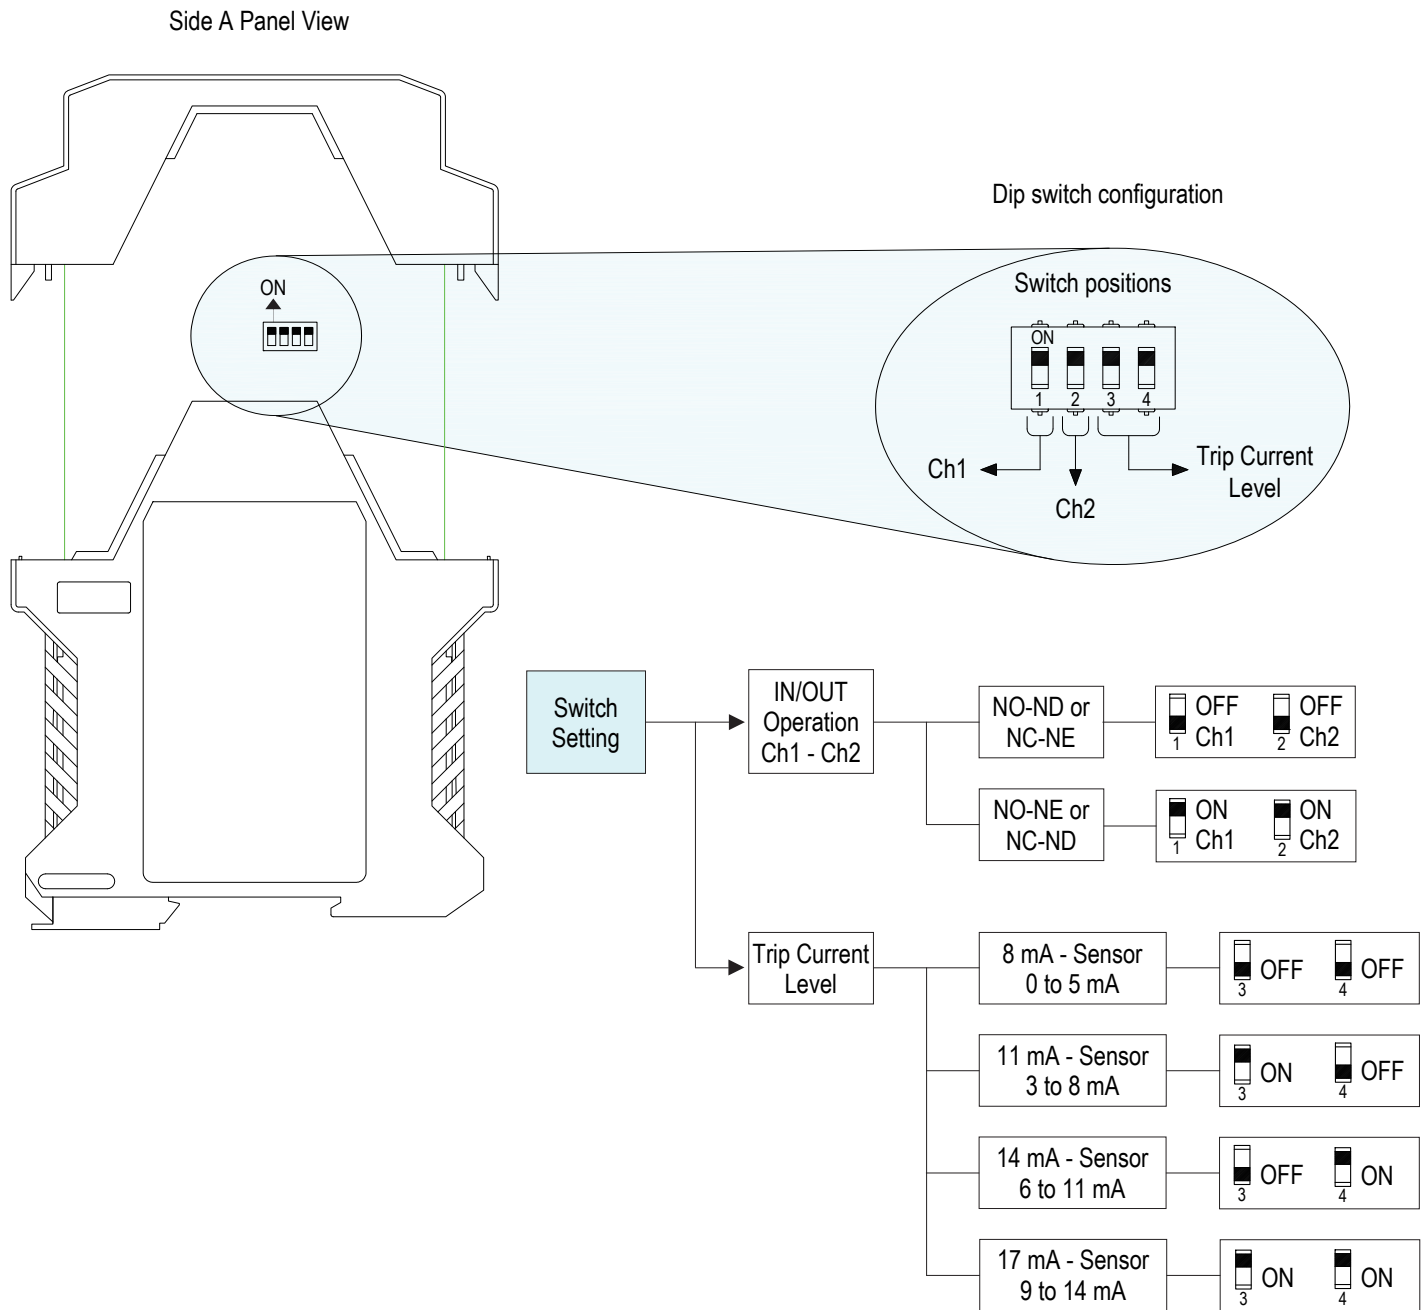 Side A Panel View
Dip switch configuration
ON
Switch positions
ON
1 2 3 4
Ch1
Ch2
Trip Current
Level
Switch
Setting
IN/OUT
Operation
Ch1 - Ch2
NO-ND or
NC-NE
OFF OFF
1 Ch1 2 Ch2
NO-NE or
NC-ND
ON ON
1 Ch1 2 Ch2
Trip Current
Level
8 mA - Sensor
0 to 5 mA
OFF OFF
3 4
11 mA - Sensor
3 to 8 mA
ON OFF
3 4
14 mA - Sensor
6 to 11 mA
OFF ON
3 4
17 mA - Sensor
9 to 14 mA
ON ON
3 4